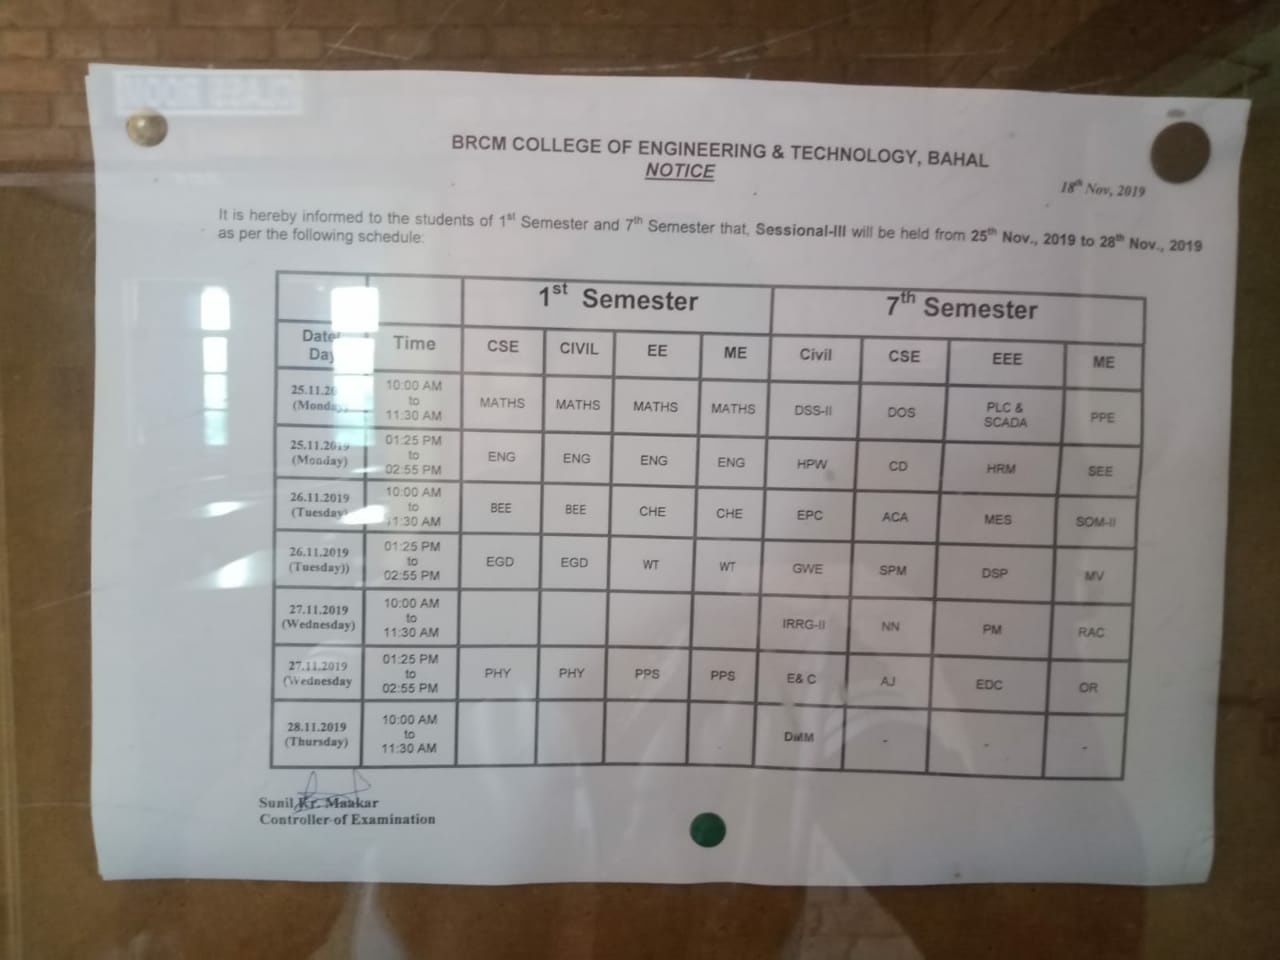 BRCM COLLEGE OF ENGINEERING & TECHNOLOGY, BAHAL
NOTICE
18th Nov, 2019
It is hereby informed to the students of 1st Semester and 7th Semester that, Sessional-III will be held from 25th Nov., 2019 to 28th Nov., 2019
as per the following schedule:
1st Semester 7th Semester
Date/ Day Time CSE CIVIL EE ME Civil CSE EEE ME
25.11.20 (Monday) 10:00 AM to 11:30 AM MATHS MATHS MATHS MATHS DSS-II DOS PLC & SCADA PPE
25.11.2019 (Monday) 01:25 PM to 02:55 PM ENG ENG ENG ENG HPW CD HRM SEE
26.11.2019 (Tuesday) 10:00 AM to 11:30 AM BEE BEE CHE CHE EPC ACA MES SOM-II
26.11.2019 (Tuesday)) 01:25 PM to 02:55 PM EGD EGD WT WT GWE SPM DSP MV
27.11.2019 (Wednesday) 10:00 AM to 11:30 AM IRRG-II NN PM RAC
27.11.2019 (Wednesday 01:25 PM to 02:55 PM PHY PHY PPS PPS E& C AJ EDC OR
28.11.2019 (Thursday) 10:00 AM to 11:30 AM - DMM - - -
Sunil Kr. Maakar
Controller of Examination